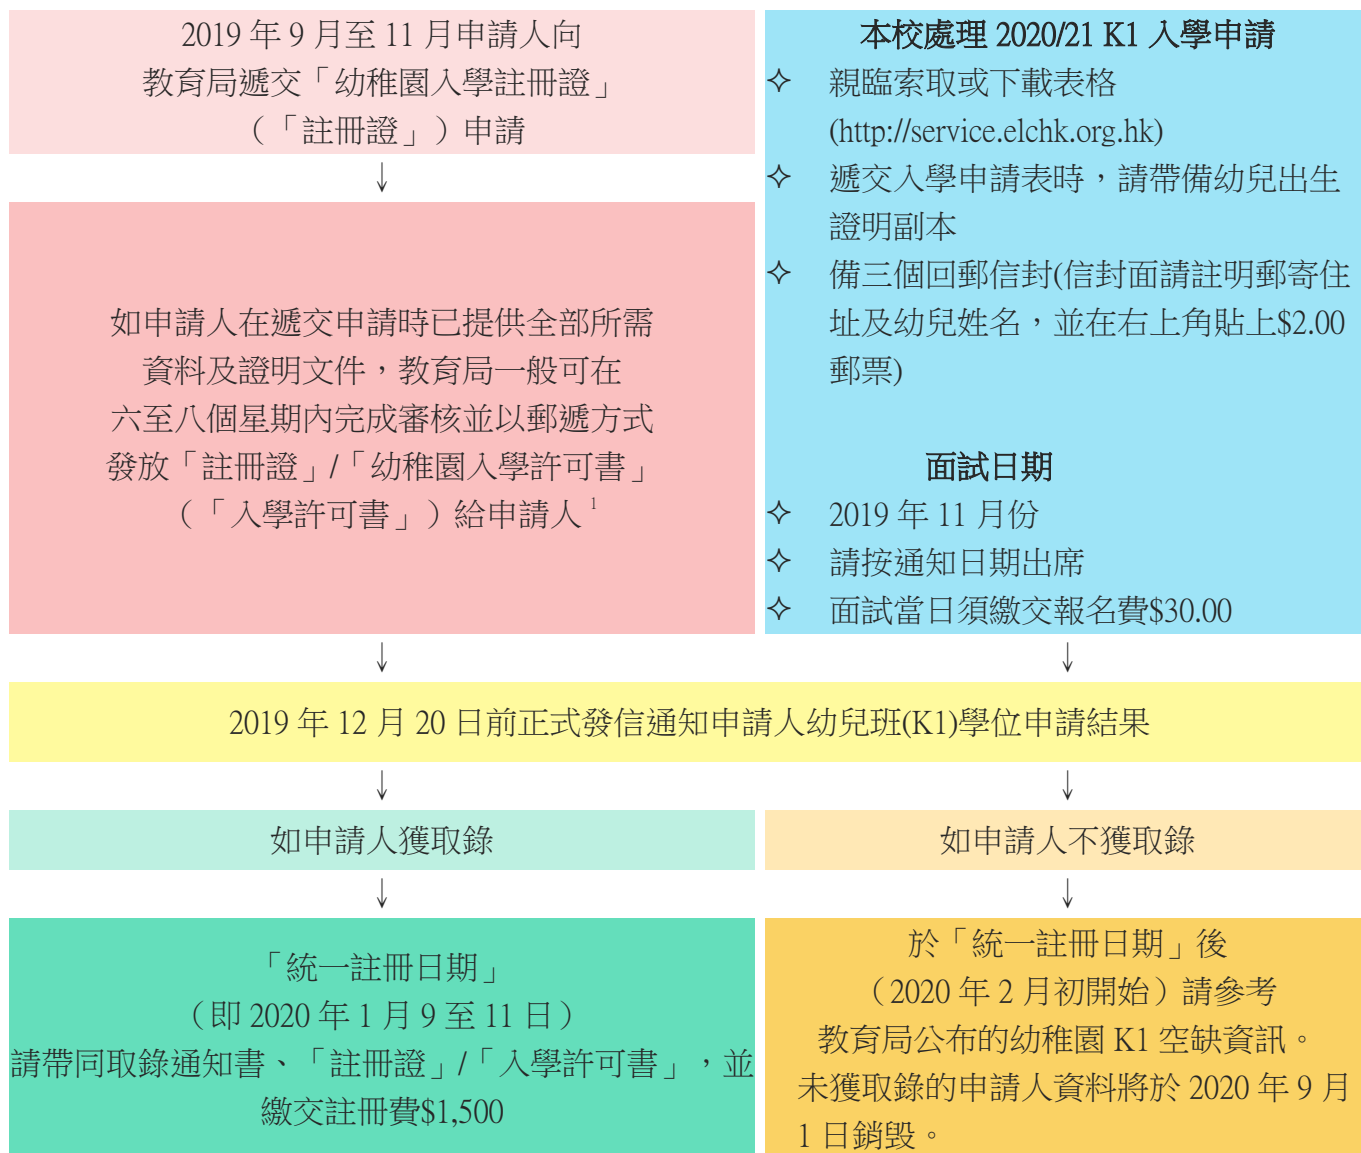 2019 年 9 月至 11 月申請人向
教育局遞交「幼稚園入學註冊證」
（「註冊證」）申請
↓
如申請人在遞交申請時已提供全部所需
資料及證明文件，教育局一般可在
六至八個星期內完成審核並以郵遞方式
發放「註冊證」/「幼稚園入學許可書」
（「入學許可書」）給申請人 1
本校處理 2020/21 K1 入學申請
✧ 親臨索取或下載表格
(http://service.elchk.org.hk)
✧ 遞交入學申請表時，請帶備幼兒出生
證明副本
✧ 備三個回郵信封(信封面請註明郵寄住
址及幼兒姓名，並在右上角貼上$2.00
郵票)
面試日期
✧ 2019 年 11 月份
✧ 請按通知日期出席
✧ 面試當日須繳交報名費$30.00
↓ ↓
2019 年 12 月 20 日前正式發信通知申請人幼兒班(K1)學位申請結果
↓ ↓
如申請人獲取錄
如申請人不獲取錄
↓ ↓
「統一註冊日期」
（即 2020 年 1 月 9 至 11 日）
請帶同取錄通知書、「註冊證」/「入學許可書」，並
繳交註冊費$1,500
於「統一註冊日期」後
（2020 年 2 月初開始）請參考
教育局公布的幼稚園 K1 空缺資訊。
未獲取錄的申請人資料將於 2020 年 9 月
1 日銷毀。